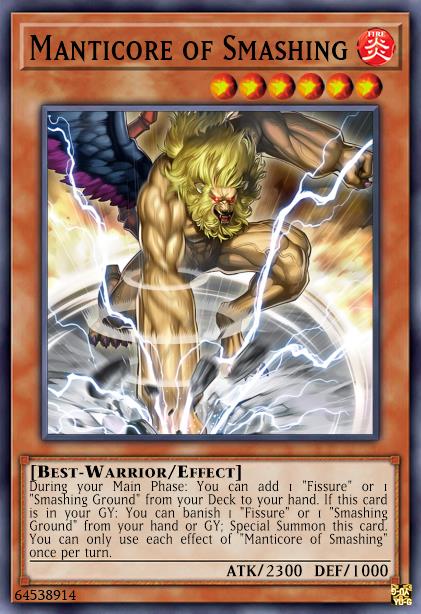 MANTICORE OF SMASHING
FIRE
炎
[BEST-WARRIOR/EFFECT]
During your Main Phase: You can add 1 "Fissure" or 1
"Smashing Ground" from your Deck to your hand. If this card
is in your GY: You can banish 1 "Fissure" or 1 "Smashing
Ground" from your hand or GY; Special Summon this card.
You can only use each effect of "Manticore of Smashing"
once per turn.
ATK/2300 DEF/1000
64538914